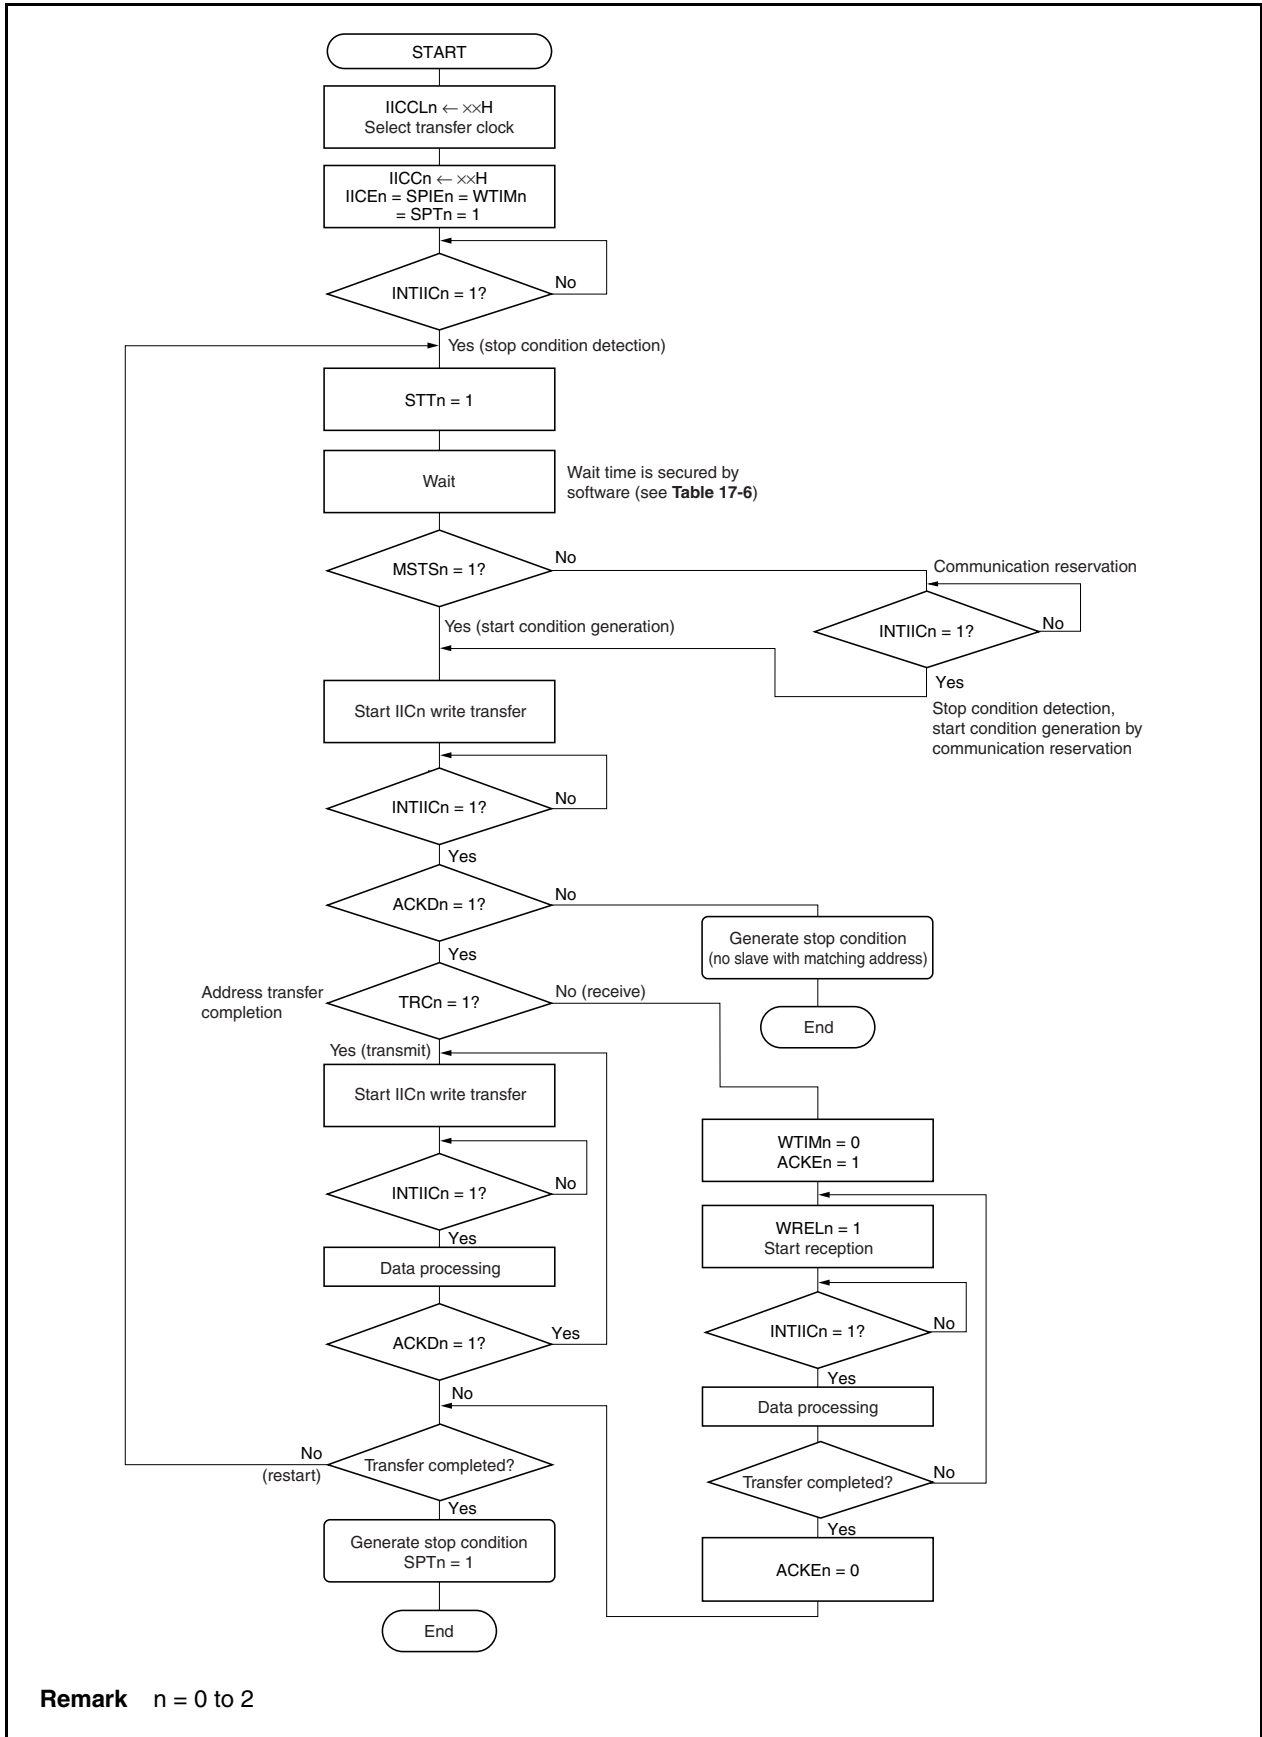 START
IICCLn ← ××H
Select transfer clock
IICCn ← ××H
IICEn = SPIEn = WTIMn
= SPTn = 1
INTIICn = 1?
No
Yes (stop condition detection)
STTn = 1
Wait
Wait time is secured by
software (see Table 17-6)
MSTSn = 1?
No
Communication reservation
INTIICn = 1?
No
Yes
Stop condition detection,
start condition generation by
communication reservation
Yes (start condition generation)
Start IICn write transfer
INTIICn = 1?
No
Yes
ACKDn = 1?
No
Generate stop condition
(no slave with matching address)
End
Yes
Address transfer
completion
TRCn = 1?
No (receive)
Yes (transmit)
Start IICn write transfer
INTIICn = 1?
No
Yes
Data processing
ACKDn = 1?
Yes
No
WTIMn = 0
ACKEn = 1
WRELn = 1
Start reception
INTIICn = 1?
No
Yes
Data processing
Transfer completed?
No
Yes
ACKEn = 0
Transfer completed?
No
(restart)
Yes
Generate stop condition
SPTn = 1
End
Remark n = 0 to 2